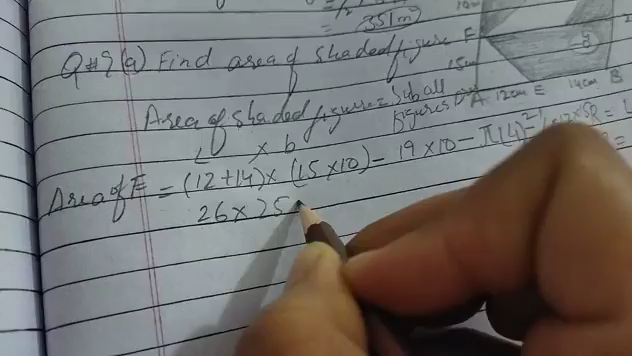 351m
Q#9(a) Find area of shaded figure F
Area of shaded figure = Sub all
figures
L × b
Area of F = (12+14)×(15×10) - 19×10 - π(4)²
26×25
15cm
A 12cm E 14cm B